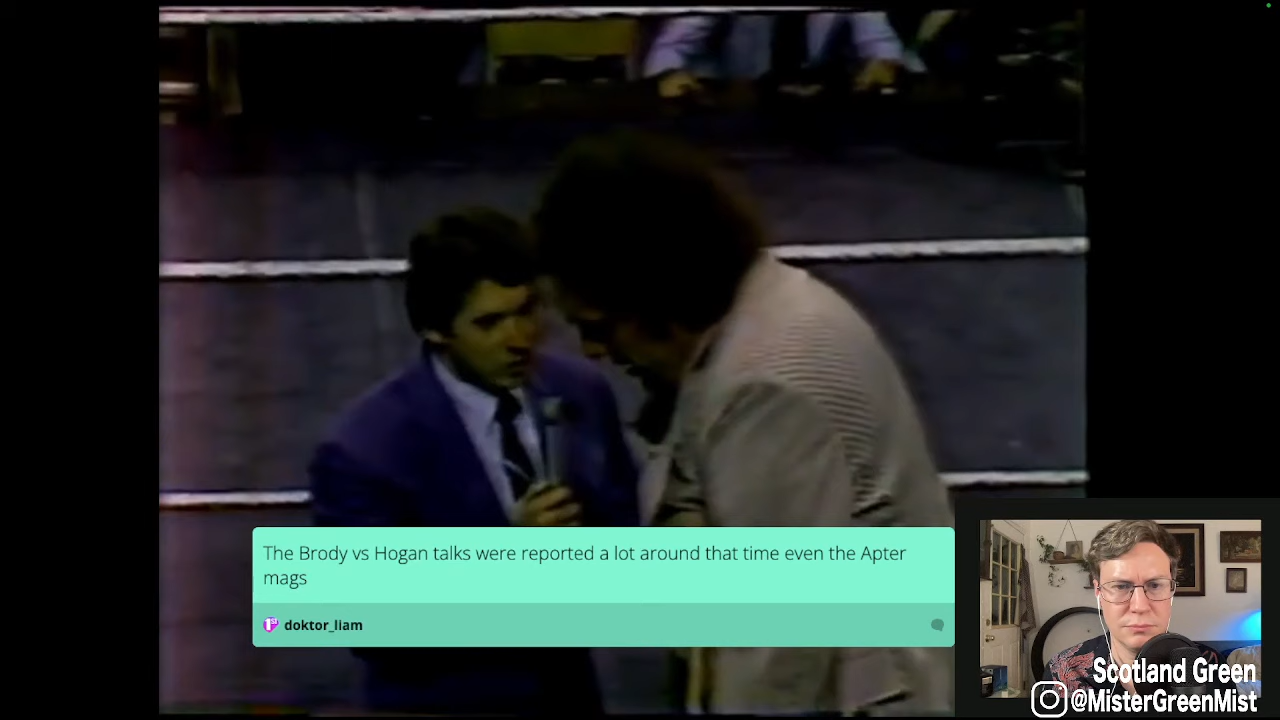 The Brody vs Hogan talks were reported a lot around that time even the Apter
mags
1ST doktor_liam
Scotland Green
@MisterGreenMist